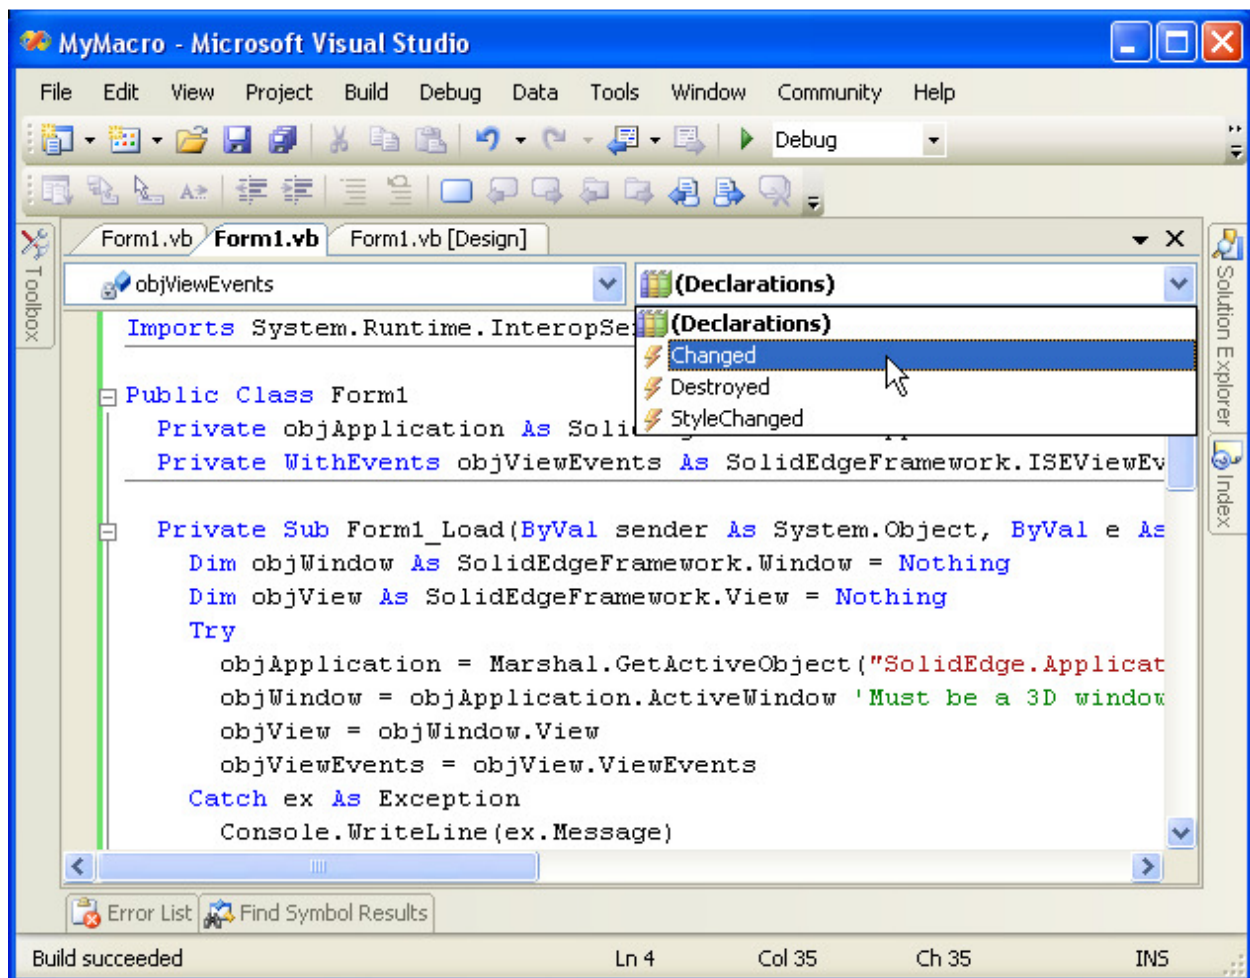 MyMacro - Microsoft Visual Studio
File Edit View Project Build Debug Data Tools Window Community Help
Debug
Form1.vb Form1.vb Form1.vb [Design]
Toolbox
Solution Explorer
Index
objViewEvents (Declarations)
(Declarations)
Changed
Destroyed
StyleChanged
Imports System.Runtime.InteropSe
Public Class Form1
Private objApplication As Soli
Private WithEvents objViewEvents As SolidEdgeFramework.ISEViewEv
Private Sub Form1_Load(ByVal sender As System.Object, ByVal e As
Dim objWindow As SolidEdgeFramework.Window = Nothing
Dim objView As SolidEdgeFramework.View = Nothing
Try
objApplication = Marshal.GetActiveObject("SolidEdge.Applicat
objWindow = objApplication.ActiveWindow 'Must be a 3D window
objView = objWindow.View
objViewEvents = objView.ViewEvents
Catch ex As Exception
Console.WriteLine(ex.Message)
Error List Find Symbol Results
Build succeeded Ln 4 Col 35 Ch 35 INS